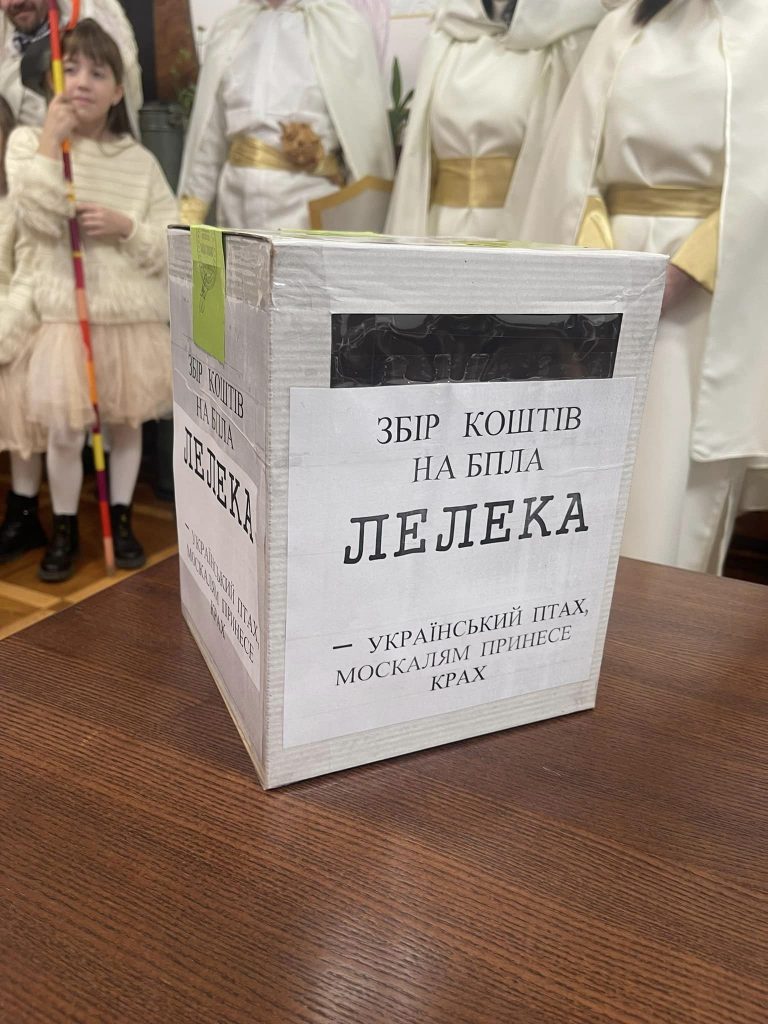 ЗБІР КОШТІВ
НА БПЛА
ЛЕЛЕКА
– УКРАЇНСЬКИЙ ПТАХ,
МОСКАЛЯМ ПРИНЕСЕ
КРАХ
ЗБІР КОШТІВ
НА БПЛА
ЛЕЛЕКА
– УКРАЇНСЬКИЙ ПТАХ,
МОСКАЛЯМ ПРИНЕСЕ
КРАХ